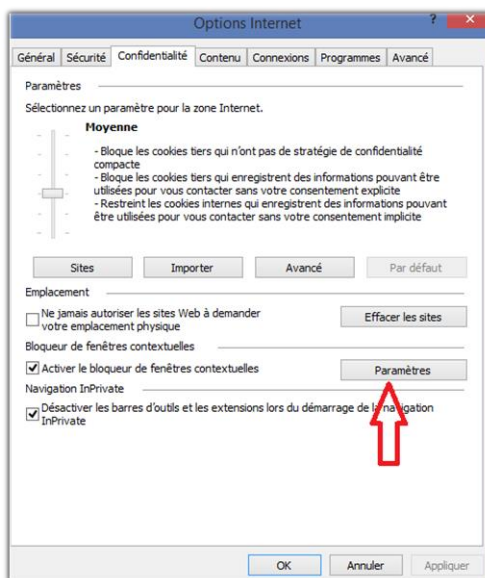 Options Internet
?
Général Sécurité Confidentialité Contenu Connexions Programmes Avancé
Paramètres
Sélectionnez un paramètre pour la zone Internet.
Moyenne
- Bloque les cookies tiers qui n'ont pas de stratégie de confidentialité
compacte
- Bloque les cookies tiers qui enregistrent des informations pouvant être
utilisées pour vous contacter sans votre consentement explicite
- Restreint les cookies internes qui enregistrent des informations pouvant
être utilisées pour vous contacter sans votre consentement implicite
Sites Importer Avancé Par défaut
Emplacement
Ne jamais autoriser les sites Web à demander
votre emplacement physique
Effacer les sites
Bloqueur de fenêtres contextuelles
Activer le bloqueur de fenêtres contextuelles
Paramètres
Navigation InPrivate
Désactiver les barres d'outils et les extensions lors du démarrage de la navigation
InPrivate
OK Annuler Appliquer